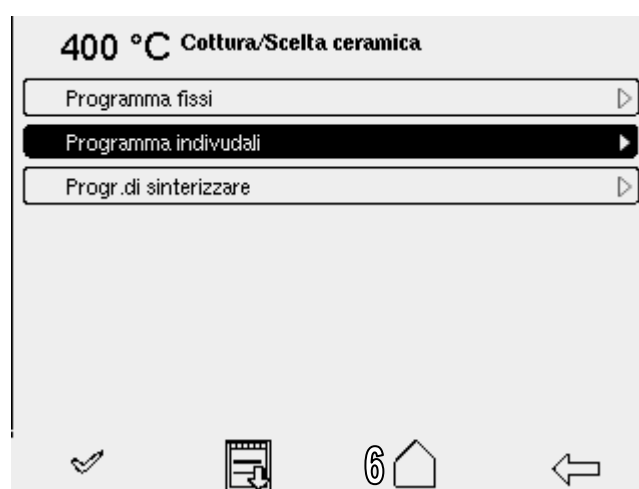 400 °C Cottura/Scelta ceramica
Programma fissi
Programma indivudali
Progr.di sinterizzare
6